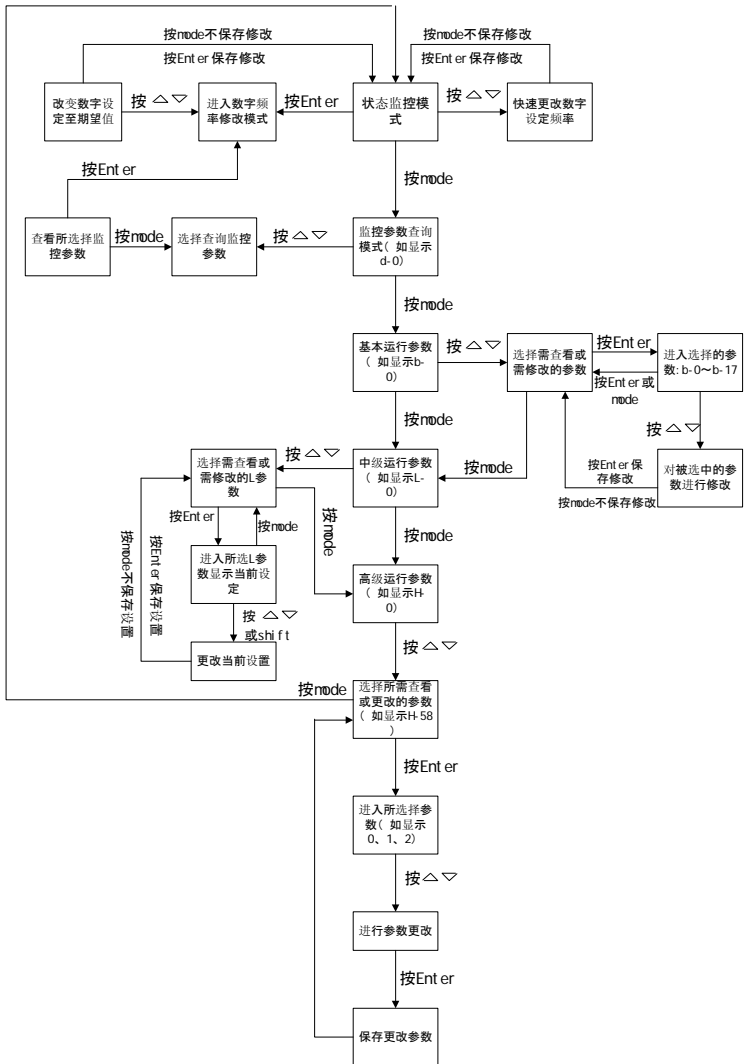 按mode不保存修改
按Enter保存修改
按mode不保存修改
按Enter保存修改
改变数字设
定至期望值
按 △▽
进入数字频
率修改模式
按Enter
状态监控模
式
按 △▽
快速更改数字
设定频率
按Enter
按mode
查看所选择监
控参数
按mode
选择查询监控
参数
按 △▽
监控参数查询
模式(如显示
d-0)
按mode
基本运行参数
(如显示b-
0)
按 △▽
选择需查看或
需修改的参数
按Enter
按Enter或
mode
进入选择的参
数:b-0～b-17
按mode
按 △▽
选择需查看或
需修改的L参
数
按 △▽
中级运行参数
(如显示L-
0)
按mode
按Enter保
存修改
按mode不保存修改
对被选中的参
数进行修改
按Enter
按mode
按mode
按mode
按mode不保存设置
按Enter保存设置
进入所选L参
数显示当前设
定
高级运行参数
(如显示H-
0)
按 △▽
或shift
更改当前设置
按△▽
按mode
选择所需查看
或更改的参数
(如显示H-58
)
按Enter
进入所选择参
数(如显示
0、1、2)
按△▽
进行参数更改
按Enter
保存更改参数